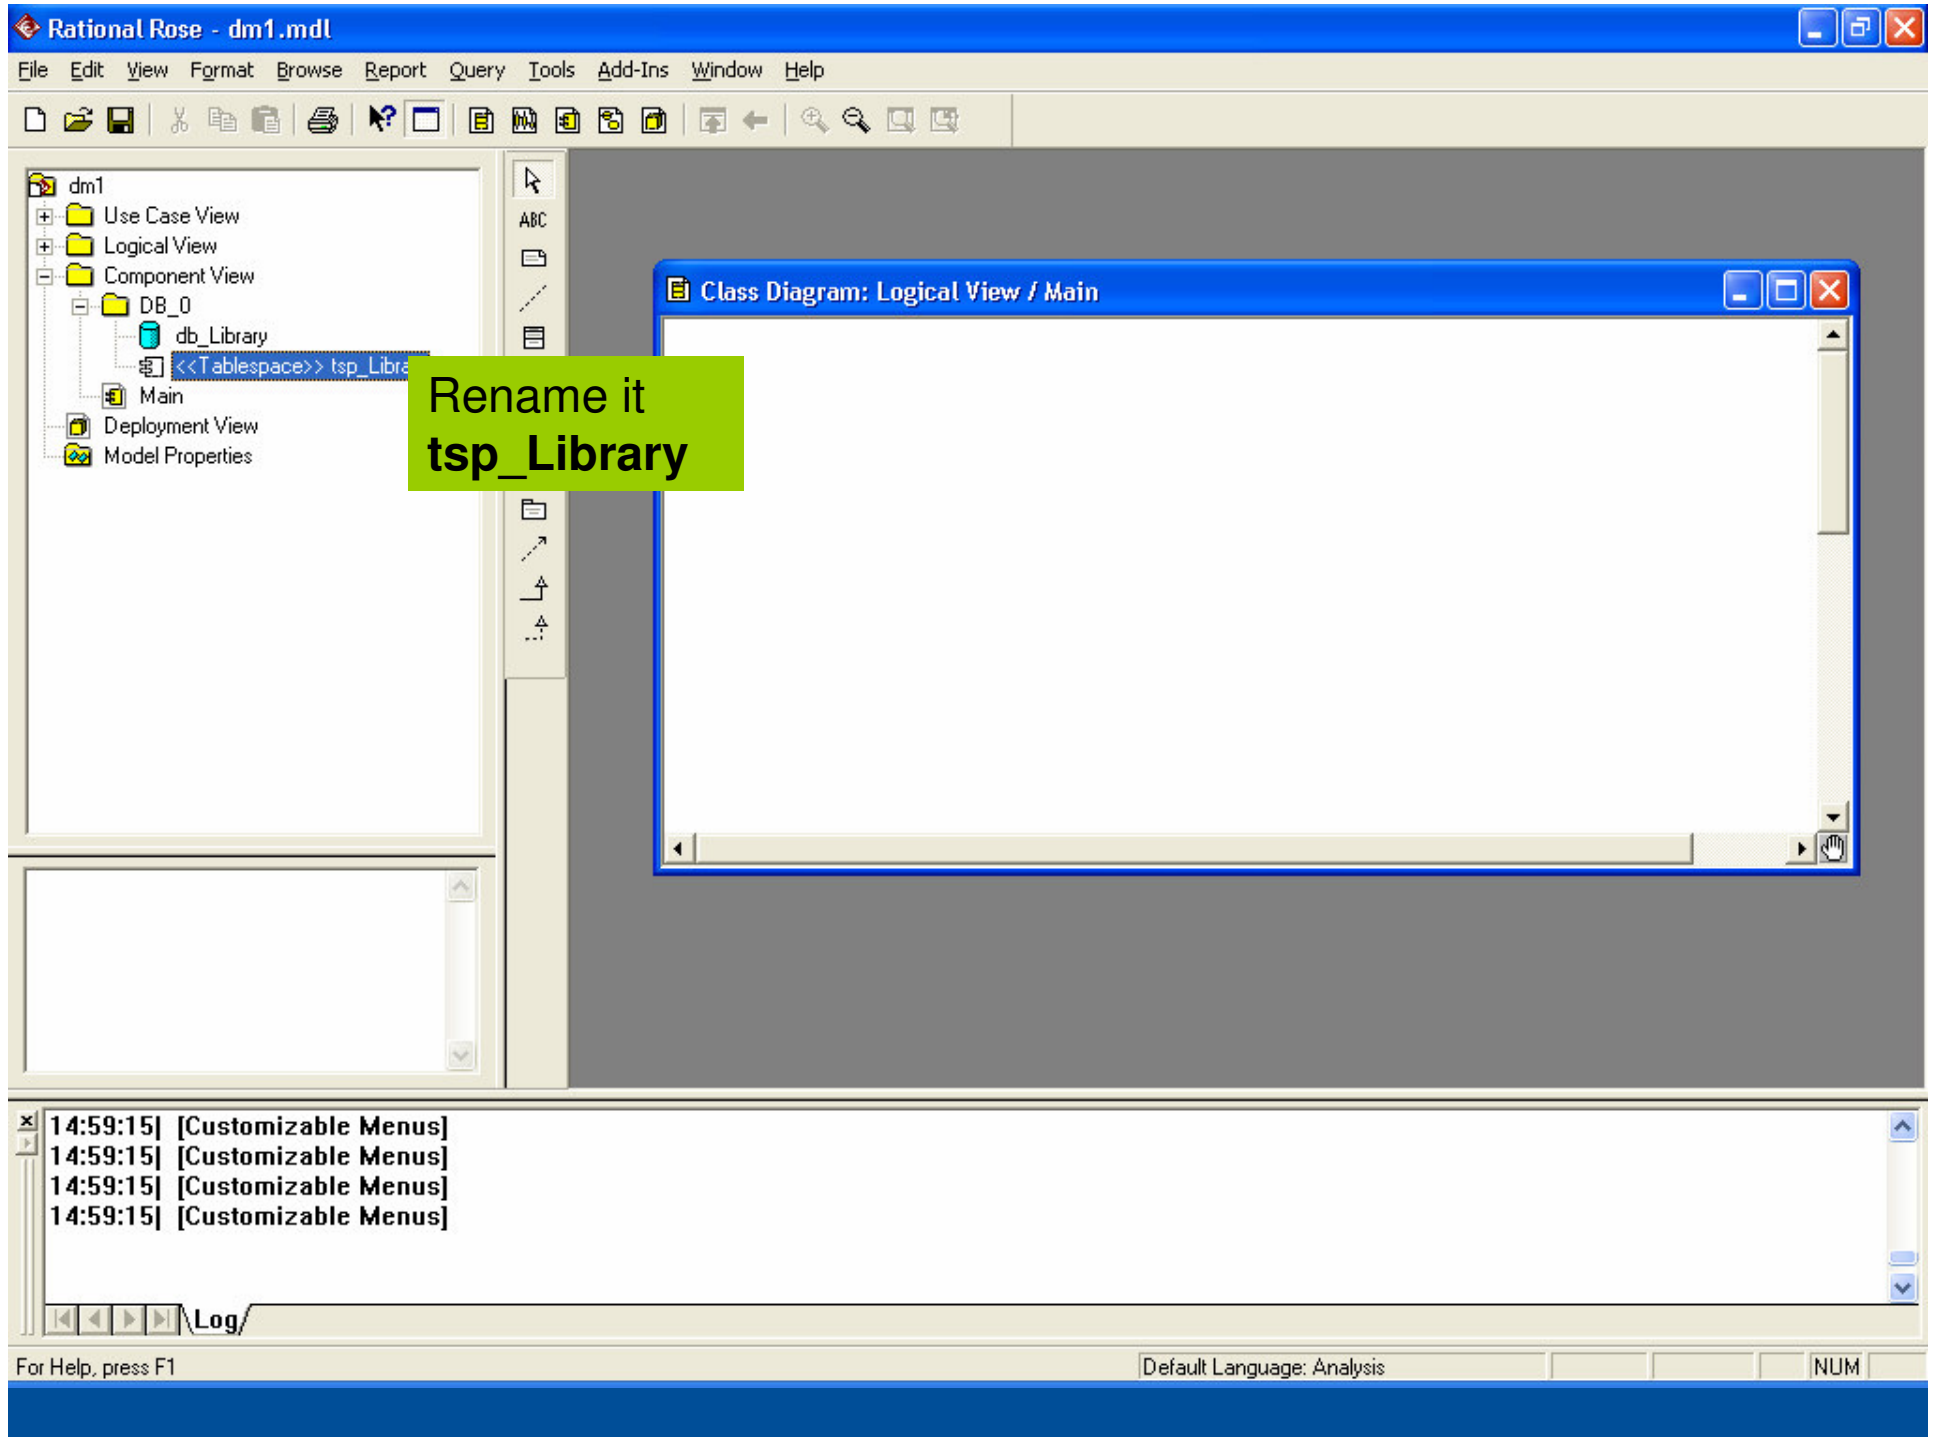 Rational Rose - dm1.mdl
File Edit View Format Browse Report Query Tools Add-Ins Window Help
dm1
Use Case View
Logical View
Component View
DB_0
db_Library
<<Tablespace>> tsp_Libra
Main
Deployment View
Model Properties
ABC
Class Diagram: Logical View / Main
Rename it
tsp_Library
14:59:15| [Customizable Menus]
14:59:15| [Customizable Menus]
14:59:15| [Customizable Menus]
14:59:15| [Customizable Menus]
Log
For Help, press F1
Default Language: Analysis
NUM